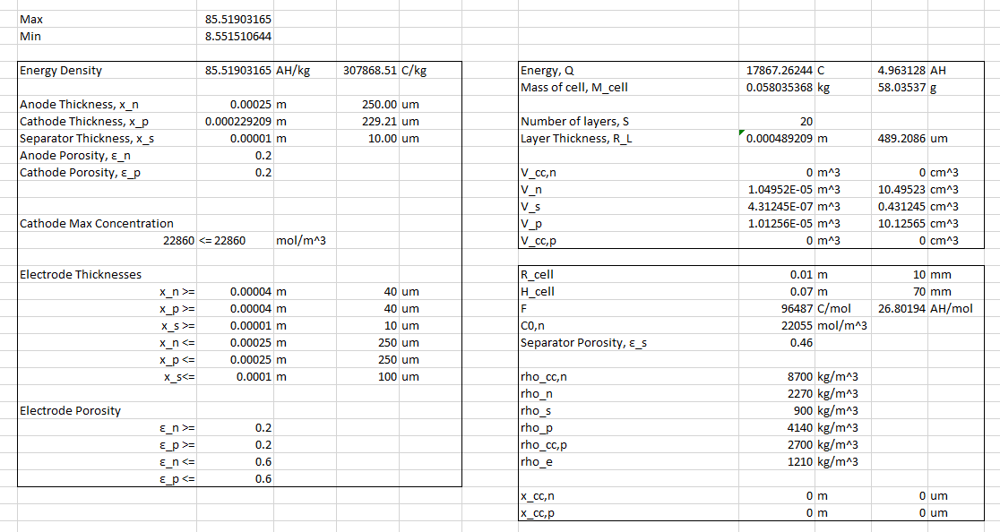 Max 85.51903165
Min 8.551510644
Energy Density 85.51903165 AH/kg 307868.51 C/kg
Anode Thickness, x_n 0.00025 m 250.00 um
Cathode Thickness, x_p 0.000229209 m 229.21 um
Separator Thickness, x_s 0.00001 m 10.00 um
Anode Porosity, ε_n 0.2
Cathode Porosity, ε_p 0.2
Cathode Max Concentration
22860 <= 22860 mol/m^3
Electrode Thicknesses
x_n >= 0.00004 m 40 um
x_p >= 0.00004 m 40 um
x_s >= 0.00001 m 10 um
x_n <= 0.00025 m 250 um
x_p <= 0.00025 m 250 um
x_s<= 0.0001 m 100 um
Electrode Porosity
ε_n >= 0.2
ε_p >= 0.2
ε_n <= 0.6
ε_p <= 0.6
Energy, Q 17867.26244 C 4.963128 AH
Mass of cell, M_cell 0.058035368 kg 58.03537 g
Number of layers, S 20
Layer Thickness, R_L 0.000489209 m 489.2086 um
V_cc,n 0 m^3 0 cm^3
V_n 1.04952E-05 m^3 10.49523 cm^3
V_s 4.31245E-07 m^3 0.431245 cm^3
V_p 1.01256E-05 m^3 10.12565 cm^3
V_cc,p 0 m^3 0 cm^3
R_cell 0.01 m 10 mm
H_cell 0.07 m 70 mm
F 96487 C/mol 26.80194 AH/mol
C0,n 22055 mol/m^3
Separator Porosity, ε_s 0.46
rho_cc,n 8700 kg/m^3
rho_n 2270 kg/m^3
rho_s 900 kg/m^3
rho_p 4140 kg/m^3
rho_cc,p 2700 kg/m^3
rho_e 1210 kg/m^3
x_cc,n 0 m 0 um
x_cc,p 0 m 0 um